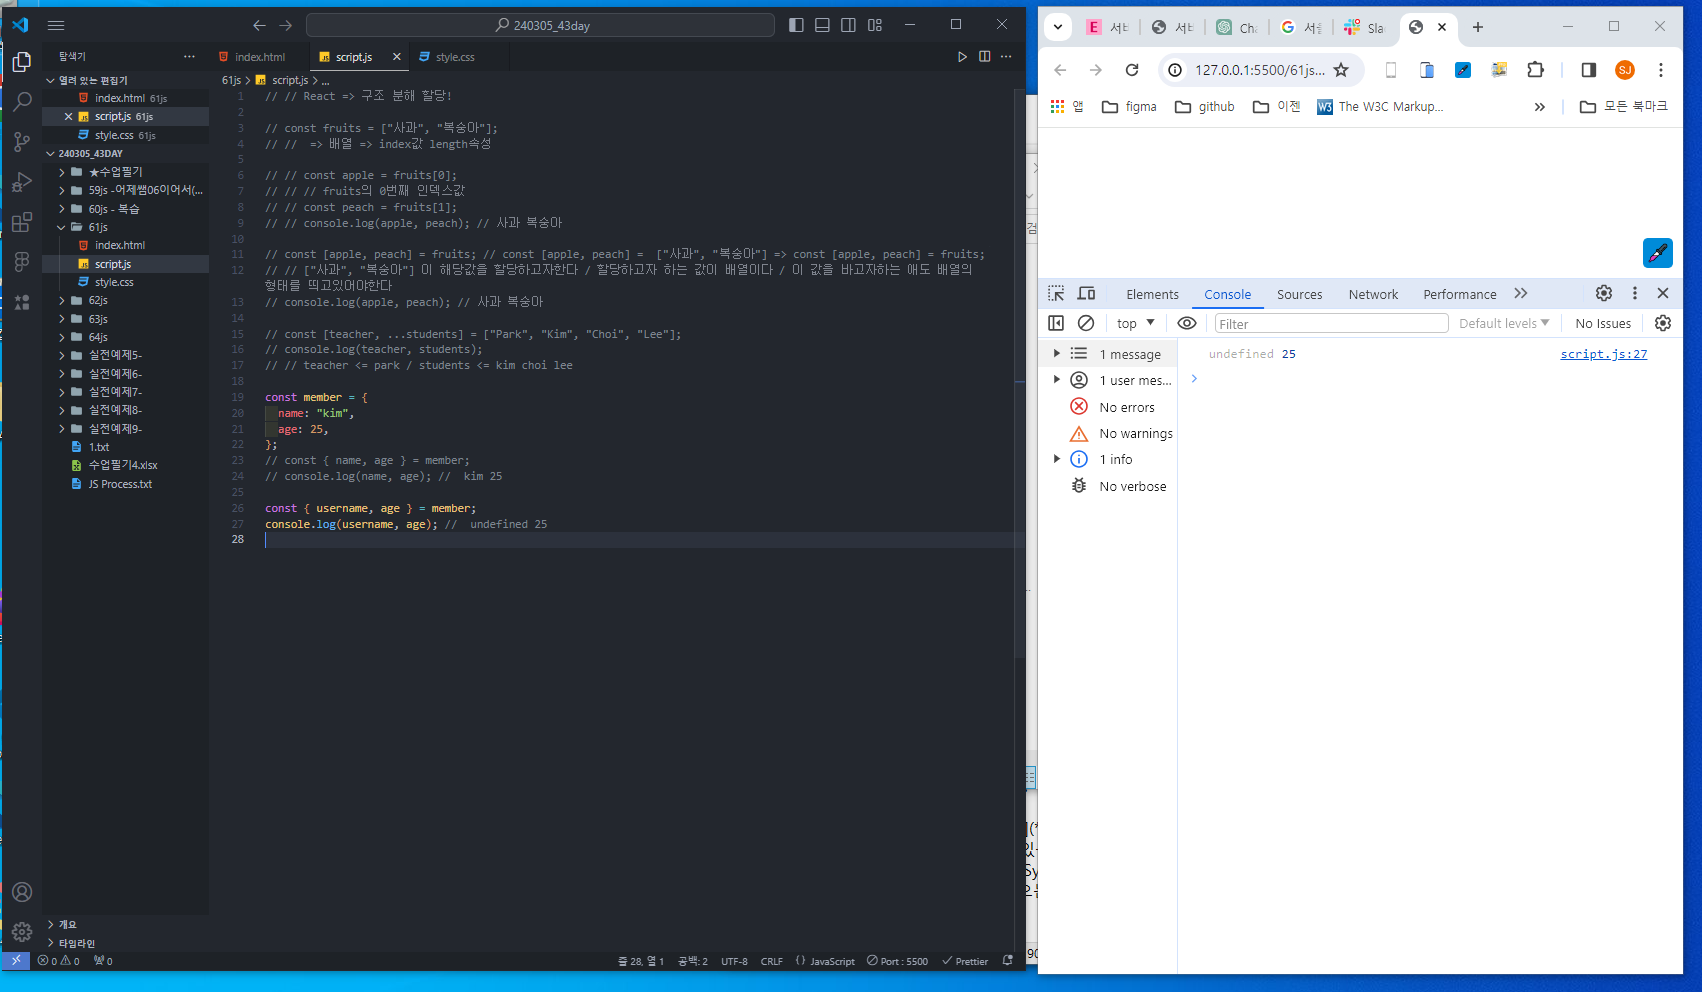 240305_43day
탐색기
index.html
script.js
style.css
열려 있는 편집기
index.html 61js
script.js 61js
style.css 61js
240305_43DAY
★수업필기
59js -어제쌤06이어서(...
60js - 복습
61js
index.html
script.js
style.css
62js
63js
64js
실전예제5-
실전예제6-
실전예제7-
실전예제8-
실전예제9-
1.txt
수업필기4.xlsx
JS Process.txt
개요
타임라인
61js > script.js > ...
1 // // React => 구조 분해 할당!
2
3 // const fruits = ["사과", "복숭아"];
4 // //  => 배열 => index값 length속성
5
6 // // const apple = fruits[0];
7 // // // fruits의 0번째 인덱스값
8 // // const peach = fruits[1];
9 // // console.log(apple, peach); // 사과 복숭아
10
11 // const [apple, peach] = fruits; // const [apple, peach] =  ["사과", "복숭아"] => const [apple, peach] = fruits;
12 // // ["사과", "복숭아"] 이 해당값을 할당하고자한다 / 할당하고자 하는 값이 배열이다 / 이 값을 바고자하는 애도 배열의
형태를 띄고있어야한다
13 // console.log(apple, peach); // 사과 복숭아
14
15 // const [teacher, ...students] = ["Park", "Kim", "Choi", "Lee"];
16 // console.log(teacher, students);
17 // // teacher <= park / students <= kim choi lee
18
19 const member = {
20   name: "kim",
21   age: 25,
22 };
23 // const { name, age } = member;
24 // console.log(name, age); //  kim 25
25
26 const { username, age } = member;
27 console.log(username, age); //  undefined 25
28
0 0 0
줄 28, 열 1
공백: 2
UTF-8
CRLF
{} JavaScript
Port : 5500
Prettier
E 서비
서비
Cha
서울
Sla
127.0.0.1:5500/61js...
SJ
앱
figma
github
이젠
W3 The W3C Markup...
모든 북마크
Elements
Console
Sources
Network
Performance
top
Filter
Default levels
No Issues
1 message
1 user mes...
No errors
No warnings
1 info
No verbose
undefined 25
script.js:27
검
](*
있
Sy
90